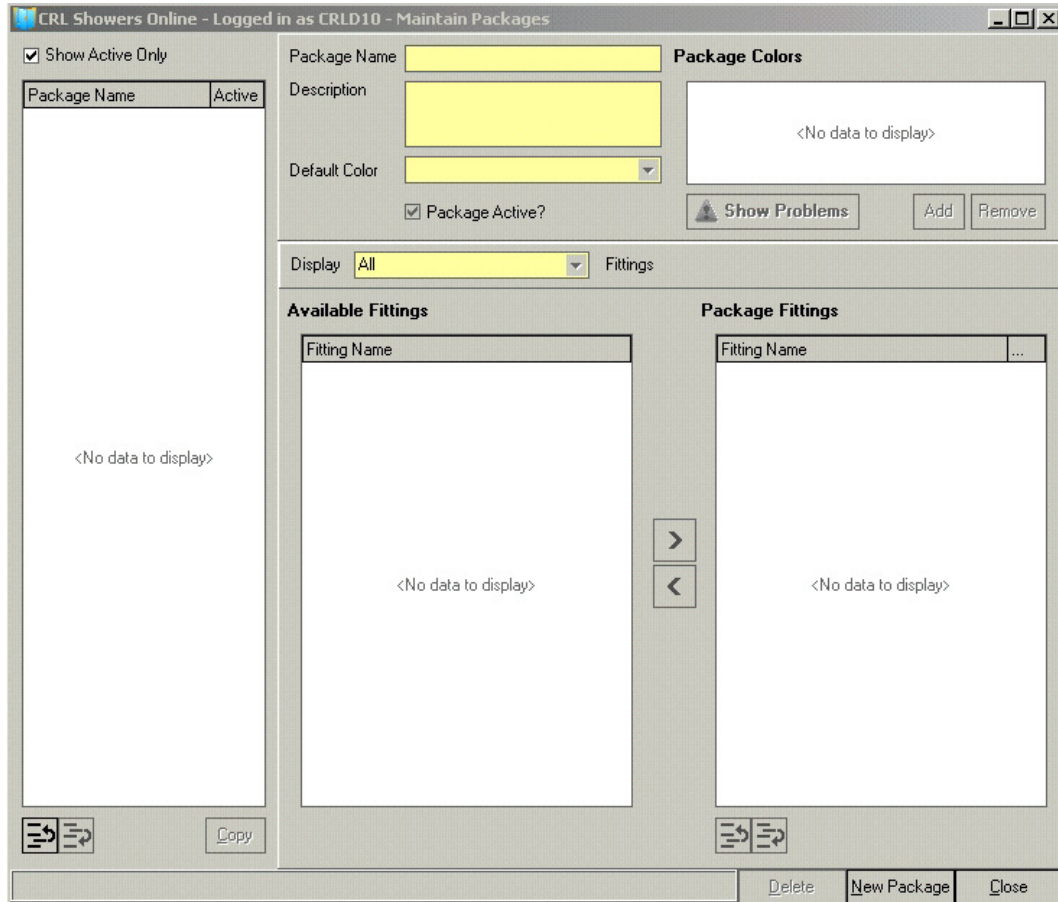 CRL Showers Online - Logged in as CRLD10 - Maintain Packages
Show Active Only
Package Name Active
<No data to display>
Copy
Package Name
Description
Default Color
Package Active?
Package Colors
<No data to display>
Show Problems Add Remove
Display All Fittings
Available Fittings
Fitting Name
<No data to display>
Package Fittings
Fitting Name ...
<No data to display>
Delete New Package Close